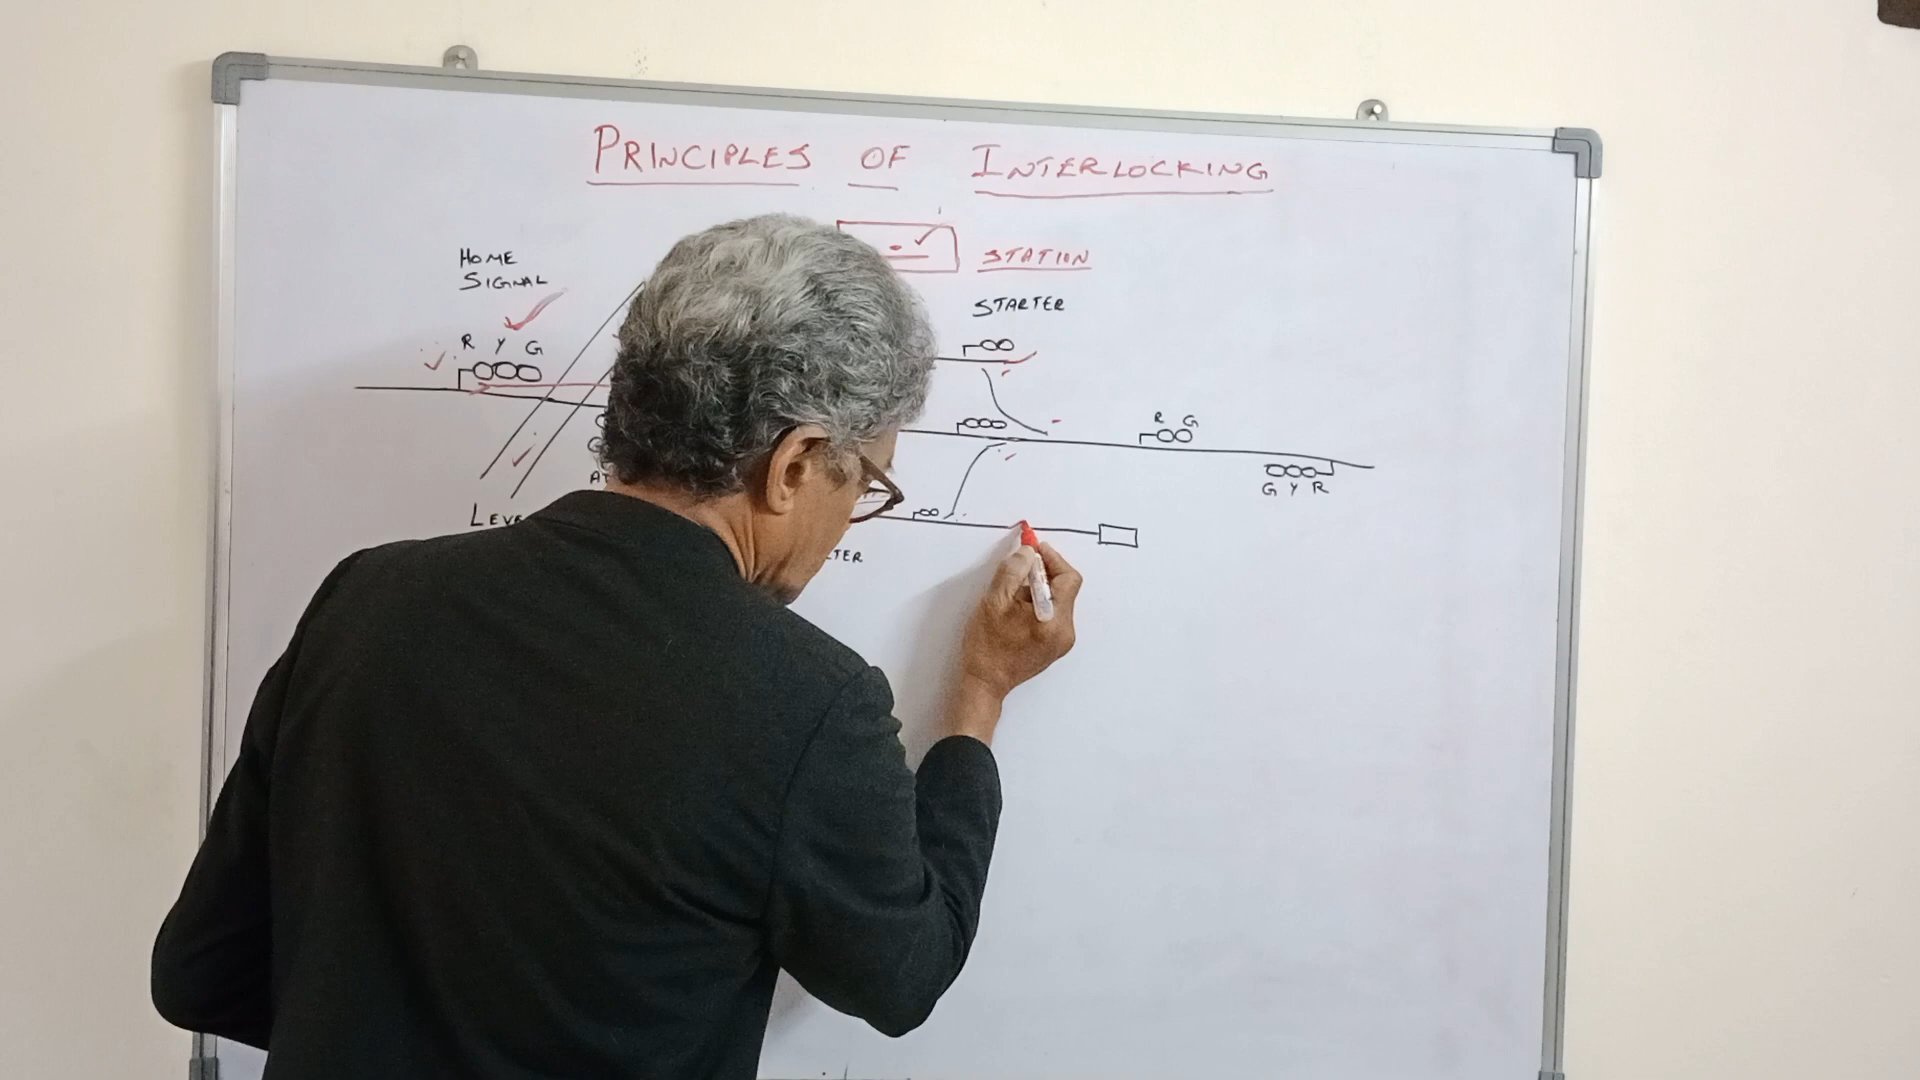 PRINCIPLES OF INTERLOCKING
STATION
HOME
SIGNAL
STARTER
R Y G
R G
G Y R